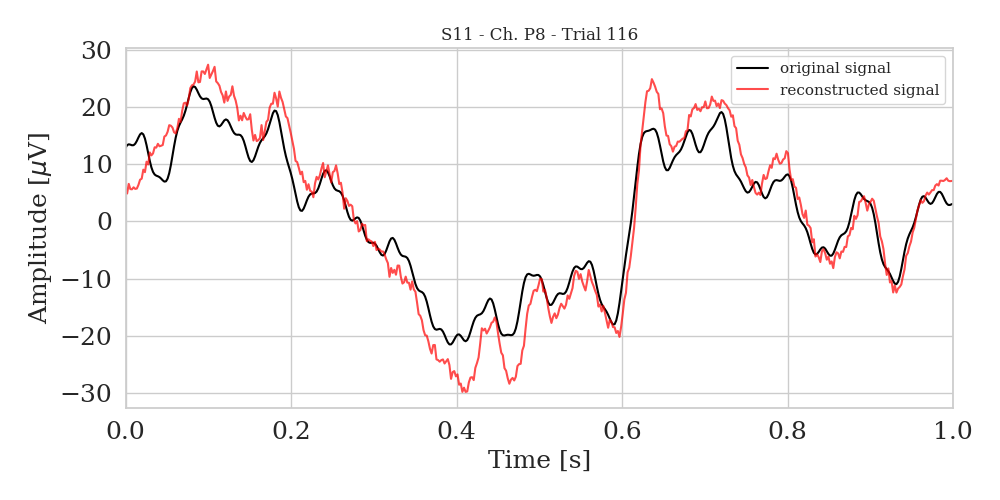 S11 - Ch. P8 - Trial 116
original signal
reconstructed signal
30
20
10
0
−10
−20
−30
Amplitude [μV]
0.0 0.2 0.4 0.6 0.8 1.0
Time [s]